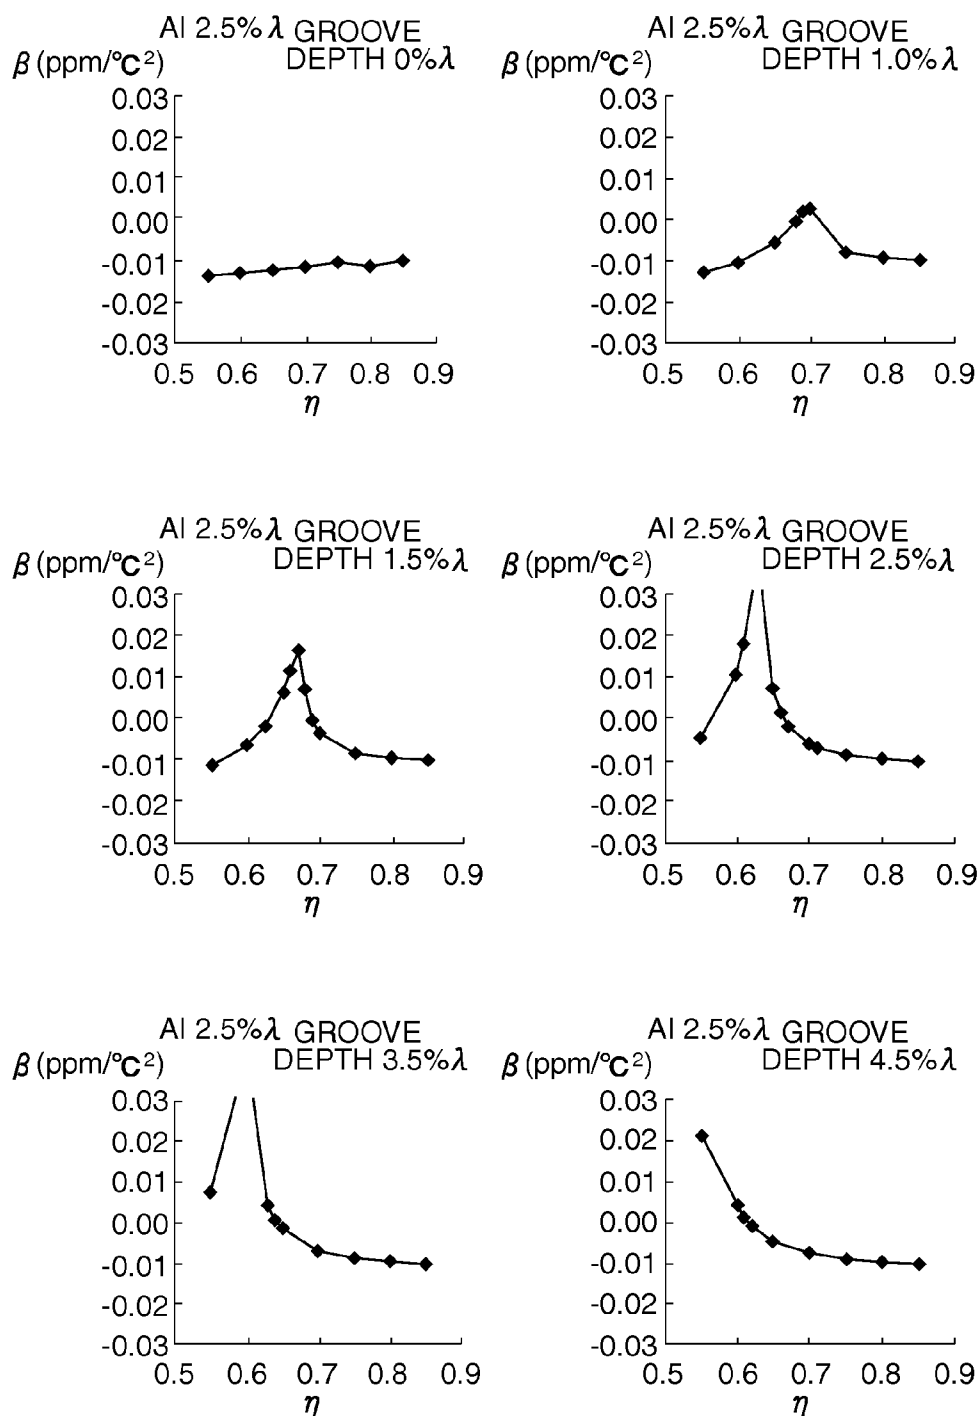 Al 2.5%λ GROOVE
DEPTH 0%λ
β (ppm/°C²)
0.03
0.02
0.01
0.00
-0.01
-0.02
-0.03
0.5 0.6 0.7 0.8 0.9
η
Al 2.5%λ GROOVE
DEPTH 1.0%λ
β (ppm/°C²)
0.03
0.02
0.01
0.00
-0.01
-0.02
-0.03
0.5 0.6 0.7 0.8 0.9
η
Al 2.5%λ GROOVE
DEPTH 1.5%λ
β (ppm/°C²)
0.03
0.02
0.01
0.00
-0.01
-0.02
-0.03
0.5 0.6 0.7 0.8 0.9
η
Al 2.5%λ GROOVE
DEPTH 2.5%λ
β (ppm/°C²)
0.03
0.02
0.01
0.00
-0.01
-0.02
-0.03
0.5 0.6 0.7 0.8 0.9
η
Al 2.5%λ GROOVE
DEPTH 3.5%λ
β (ppm/°C²)
0.03
0.02
0.01
0.00
-0.01
-0.02
-0.03
0.5 0.6 0.7 0.8 0.9
η
Al 2.5%λ GROOVE
DEPTH 4.5%λ
β (ppm/°C²)
0.03
0.02
0.01
0.00
-0.01
-0.02
-0.03
0.5 0.6 0.7 0.8 0.9
η